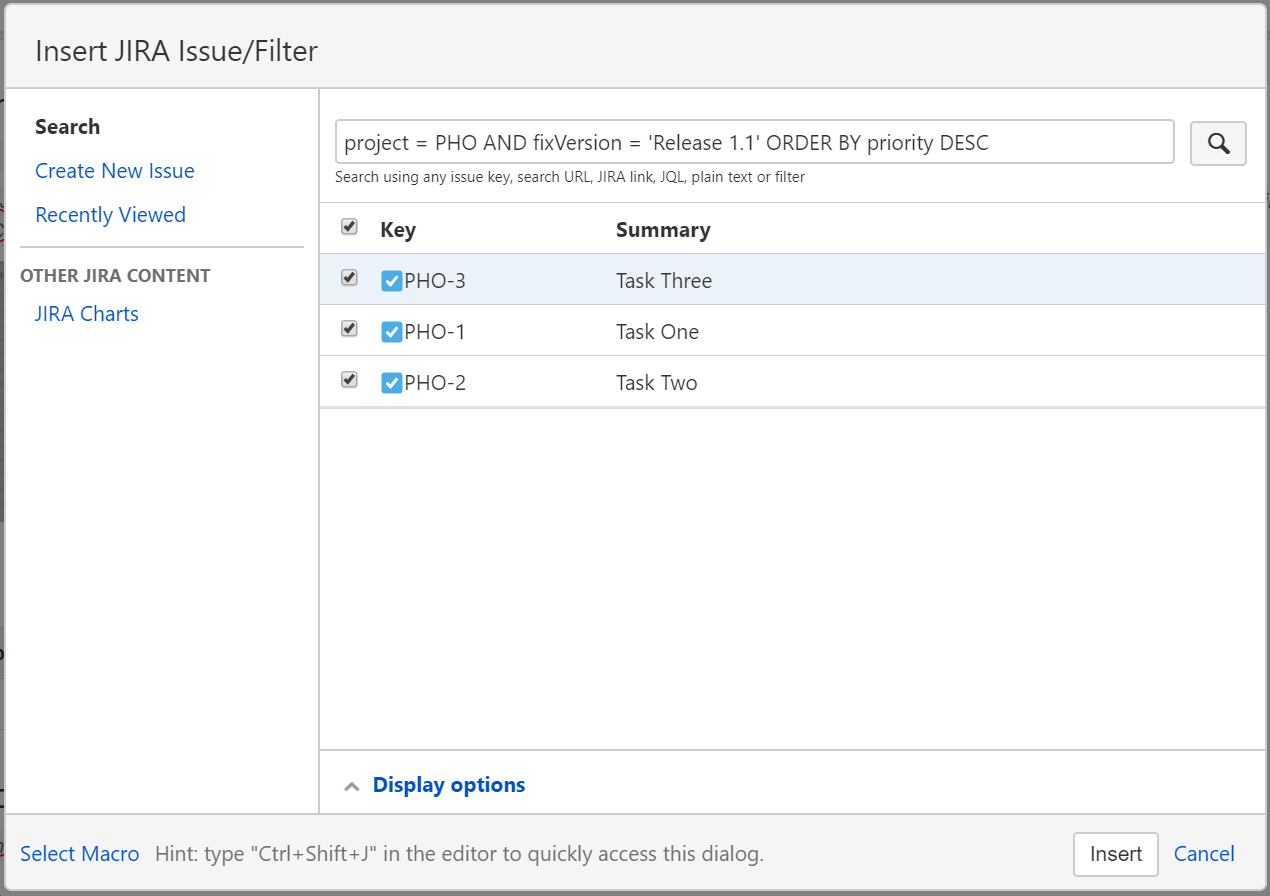 Insert JIRA Issue/Filter
Search
Create New Issue
Recently Viewed
OTHER JIRA CONTENT
JIRA Charts
project = PHO AND fixVersion = 'Release 1.1' ORDER BY priority DESC
Search using any issue key, search URL, JIRA link, JQL, plain text or filter
Key Summary
PHO-3 Task Three
PHO-1 Task One
PHO-2 Task Two
Display options
Select Macro Hint: type "Ctrl+Shift+J" in the editor to quickly access this dialog. Insert Cancel